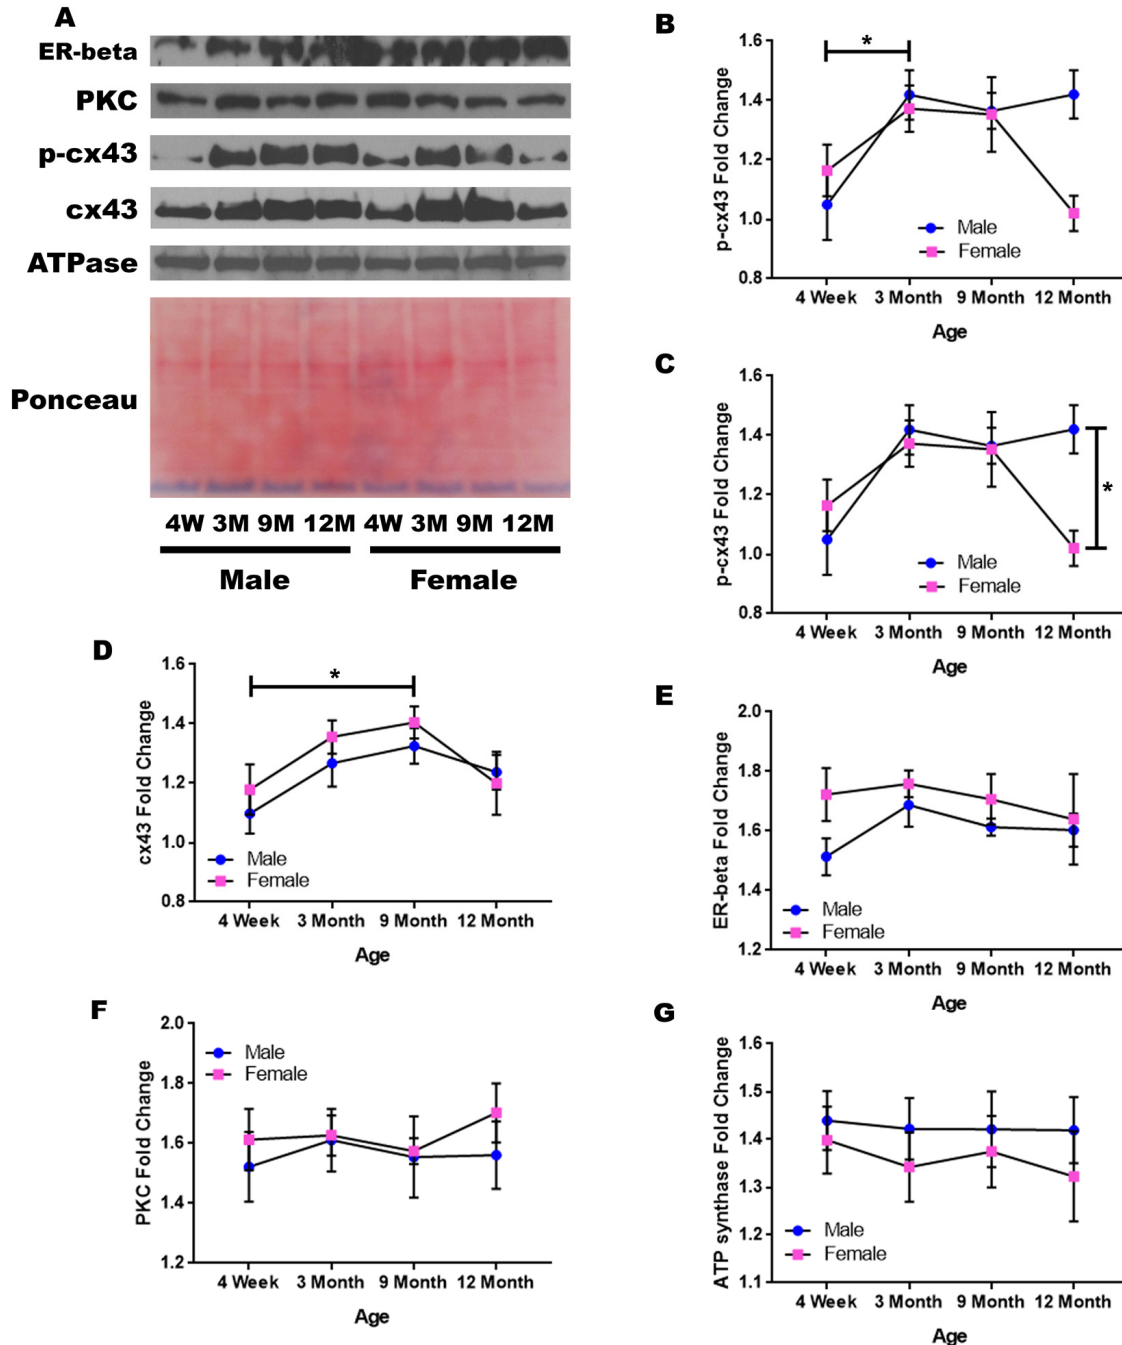 A
ER-beta
PKC
p-cx43
cx43
ATPase
Ponceau
4W 3M 9M 12M 4W 3M 9M 12M
Male Female
B
p-cx43 Fold Change
1.6
1.4
1.2
1.0
0.8
*
Male
Female
4 Week 3 Month 9 Month 12 Month
Age
C
p-cx43 Fold Change
1.6
1.4
1.2
1.0
0.8
*
Male
Female
4 Week 3 Month 9 Month 12 Month
Age
D
cx43 Fold Change
1.6
1.4
1.2
1.0
0.8
*
Male
Female
4 Week 3 Month 9 Month 12 Month
Age
E
ER-beta Fold Change
2.0
1.8
1.6
1.4
1.2
Male
Female
4 Week 3 Month 9 Month 12 Month
Age
F
PKC Fold Change
2.0
1.8
1.6
1.4
1.2
Male
Female
4 Week 3 Month 9 Month 12 Month
Age
G
ATP synthase Fold Change
1.6
1.5
1.4
1.3
1.2
1.1
Male
Female
4 Week 3 Month 9 Month 12 Month
Age